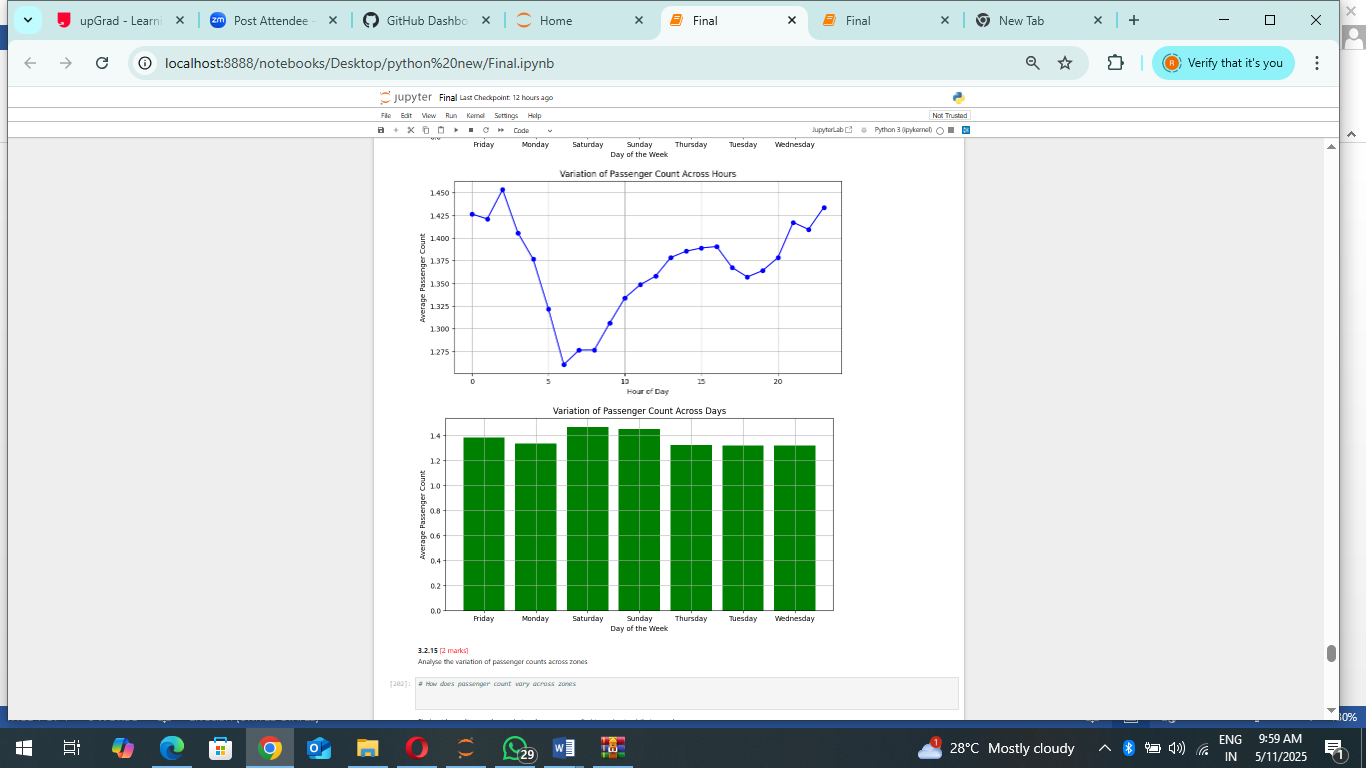 upGrad - Learni
Post Attendee -
GitHub Dashbo
Home
Final
Final
New Tab
localhost:8888/notebooks/Desktop/python%20new/Final.ipynb
Verify that it's you
jupyter Final Last Checkpoint: 12 hours ago
File Edit View Run Kernel Settings Help
Not Trusted
Code
JupyterLab
Python 3 (ipykernel)
Friday Monday Saturday Sunday Thursday Tuesday Wednesday
Day of the Week
Variation of Passenger Count Across Hours
1.450
1.425
1.400
1.375
1.350
1.325
1.300
1.275
Average Passenger Count
0 5 10 15 20
Hour of Day
Variation of Passenger Count Across Days
1.4
1.2
1.0
0.8
0.6
0.4
0.2
0.0
Average Passenger Count
Friday Monday Saturday Sunday Thursday Tuesday Wednesday
Day of the Week
3.2.15 [2 marks]
Analyse the variation of passenger counts across zones
[282]:
# How does passenger count vary across zones
29
1
28°C Mostly cloudy
ENG
IN
9:59 AM
5/11/2025
1